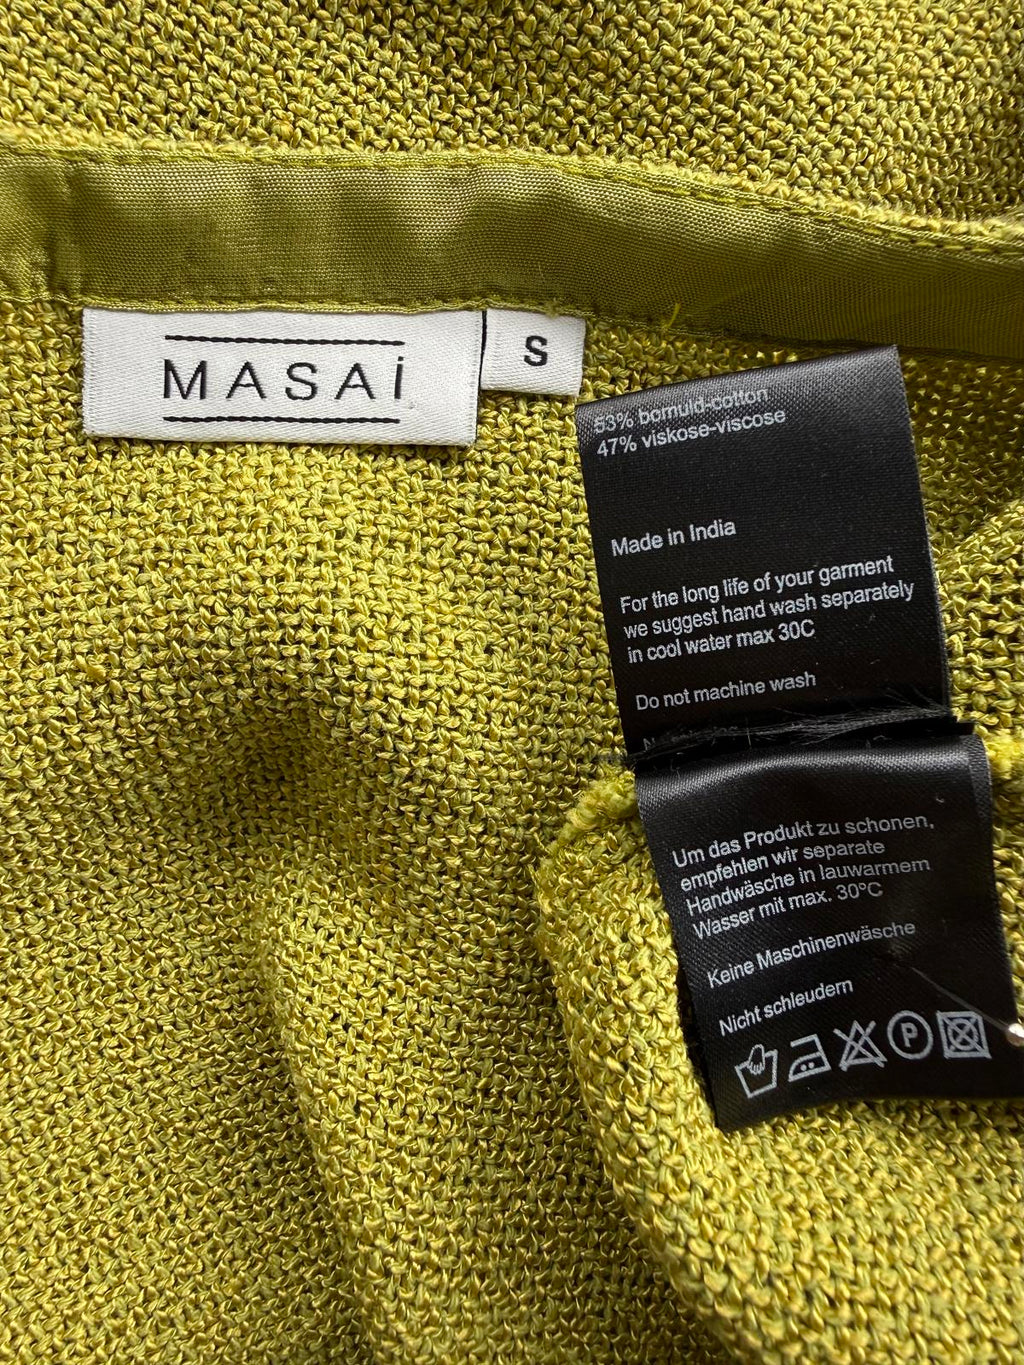 MASAi
S
53% bomuld-cotton
47% viskose-viscose
Made in India
For the long life of your garment
we suggest hand wash separately
in cool water max 30C
Do not machine wash
Um das Produkt zu schonen,
empfehlen wir separate
Handwäsche in lauwarmem
Wasser mit max. 30°C
Keine Maschinenwäsche
Nicht schleudern
P